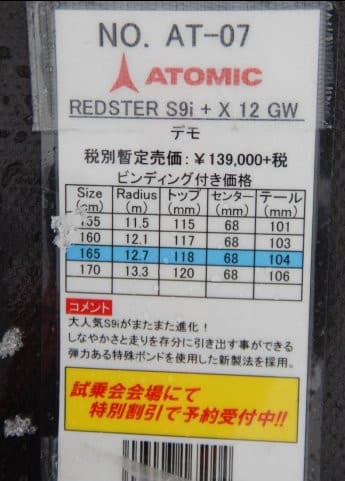 NO. AT-07
ATOMIC
REDSTER S9i + X 12 GW
デモ
税別暫定売価：￥139,000+税
ビンディング付き価格
Size (cm) Radius (m) トップ (mm) センター (mm) テール (mm)
155 11.5 115 68 101
160 12.1 117 68 103
165 12.7 118 68 104
170 13.3 120 68 106
コメント
大人気S9iがまたまた進化！
しなやかさと走りを存分に引き出す事ができる
弾力ある特殊ボンドを使用した新製法を採用。
試乗会会場にて
特別割引で予約受付中!!